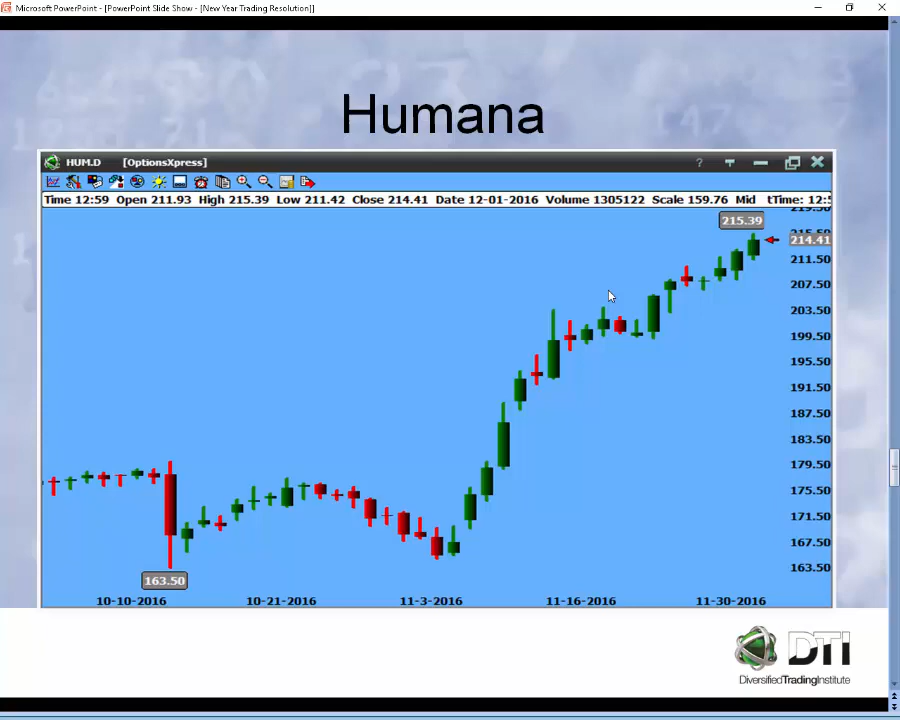 Microsoft PowerPoint - [PowerPoint Slide Show - [New Year Trading Resolution]]
Humana
HUM.D [OptionsXpress]
Time 12:59 Open 211.93 High 215.39 Low 211.42 Close 214.41 Date 12-01-2016 Volume 1305122 Scale 159.76 Mid tTime: 12:5
215.39
214.41
211.50
207.50
203.50
199.50
195.50
191.50
187.50
183.50
179.50
175.50
171.50
167.50
163.50
163.50
10-10-2016 10-21-2016 11-3-2016 11-16-2016 11-30-2016
DTI
DiversifiedTradingInstitute